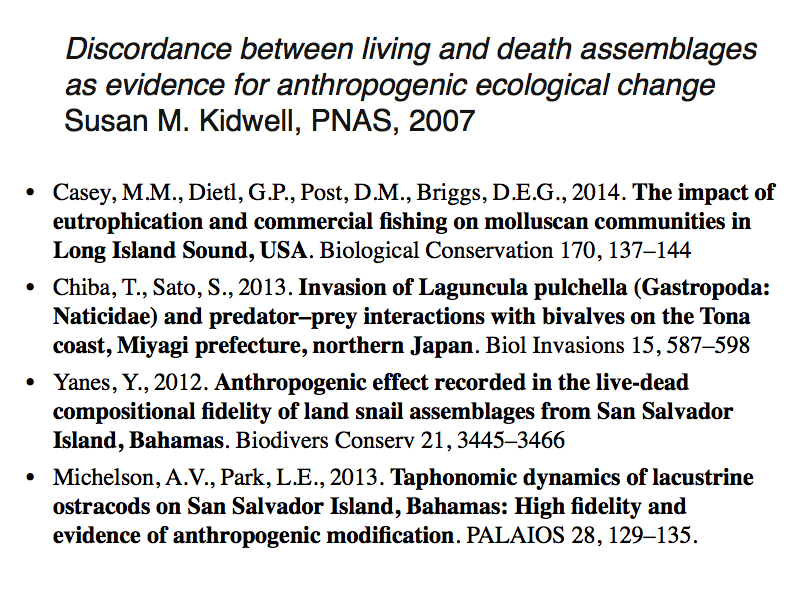 Discordance between living and death assemblages
as evidence for anthropogenic ecological change
Susan M. Kidwell, PNAS, 2007
• Casey, M.M., Dietl, G.P., Post, D.M., Briggs, D.E.G., 2014. The impact of
eutrophication and commercial fishing on molluscan communities in
Long Island Sound, USA. Biological Conservation 170, 137–144
• Chiba, T., Sato, S., 2013. Invasion of Laguncula pulchella (Gastropoda:
Naticidae) and predator–prey interactions with bivalves on the Tona
coast, Miyagi prefecture, northern Japan. Biol Invasions 15, 587–598
• Yanes, Y., 2012. Anthropogenic effect recorded in the live-dead
compositional fidelity of land snail assemblages from San Salvador
Island, Bahamas. Biodivers Conserv 21, 3445–3466
• Michelson, A.V., Park, L.E., 2013. Taphonomic dynamics of lacustrine
ostracods on San Salvador Island, Bahamas: High fidelity and
evidence of anthropogenic modification. PALAIOS 28, 129–135.